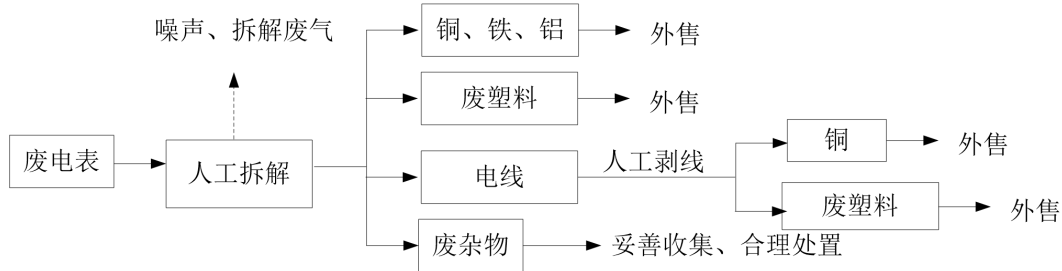 噪声、拆解废气
铜、铁、铝
外售
废塑料
外售
废电表
人工拆解
电线
人工剥线
铜
外售
废塑料
外售
废杂物
妥善收集、合理处置